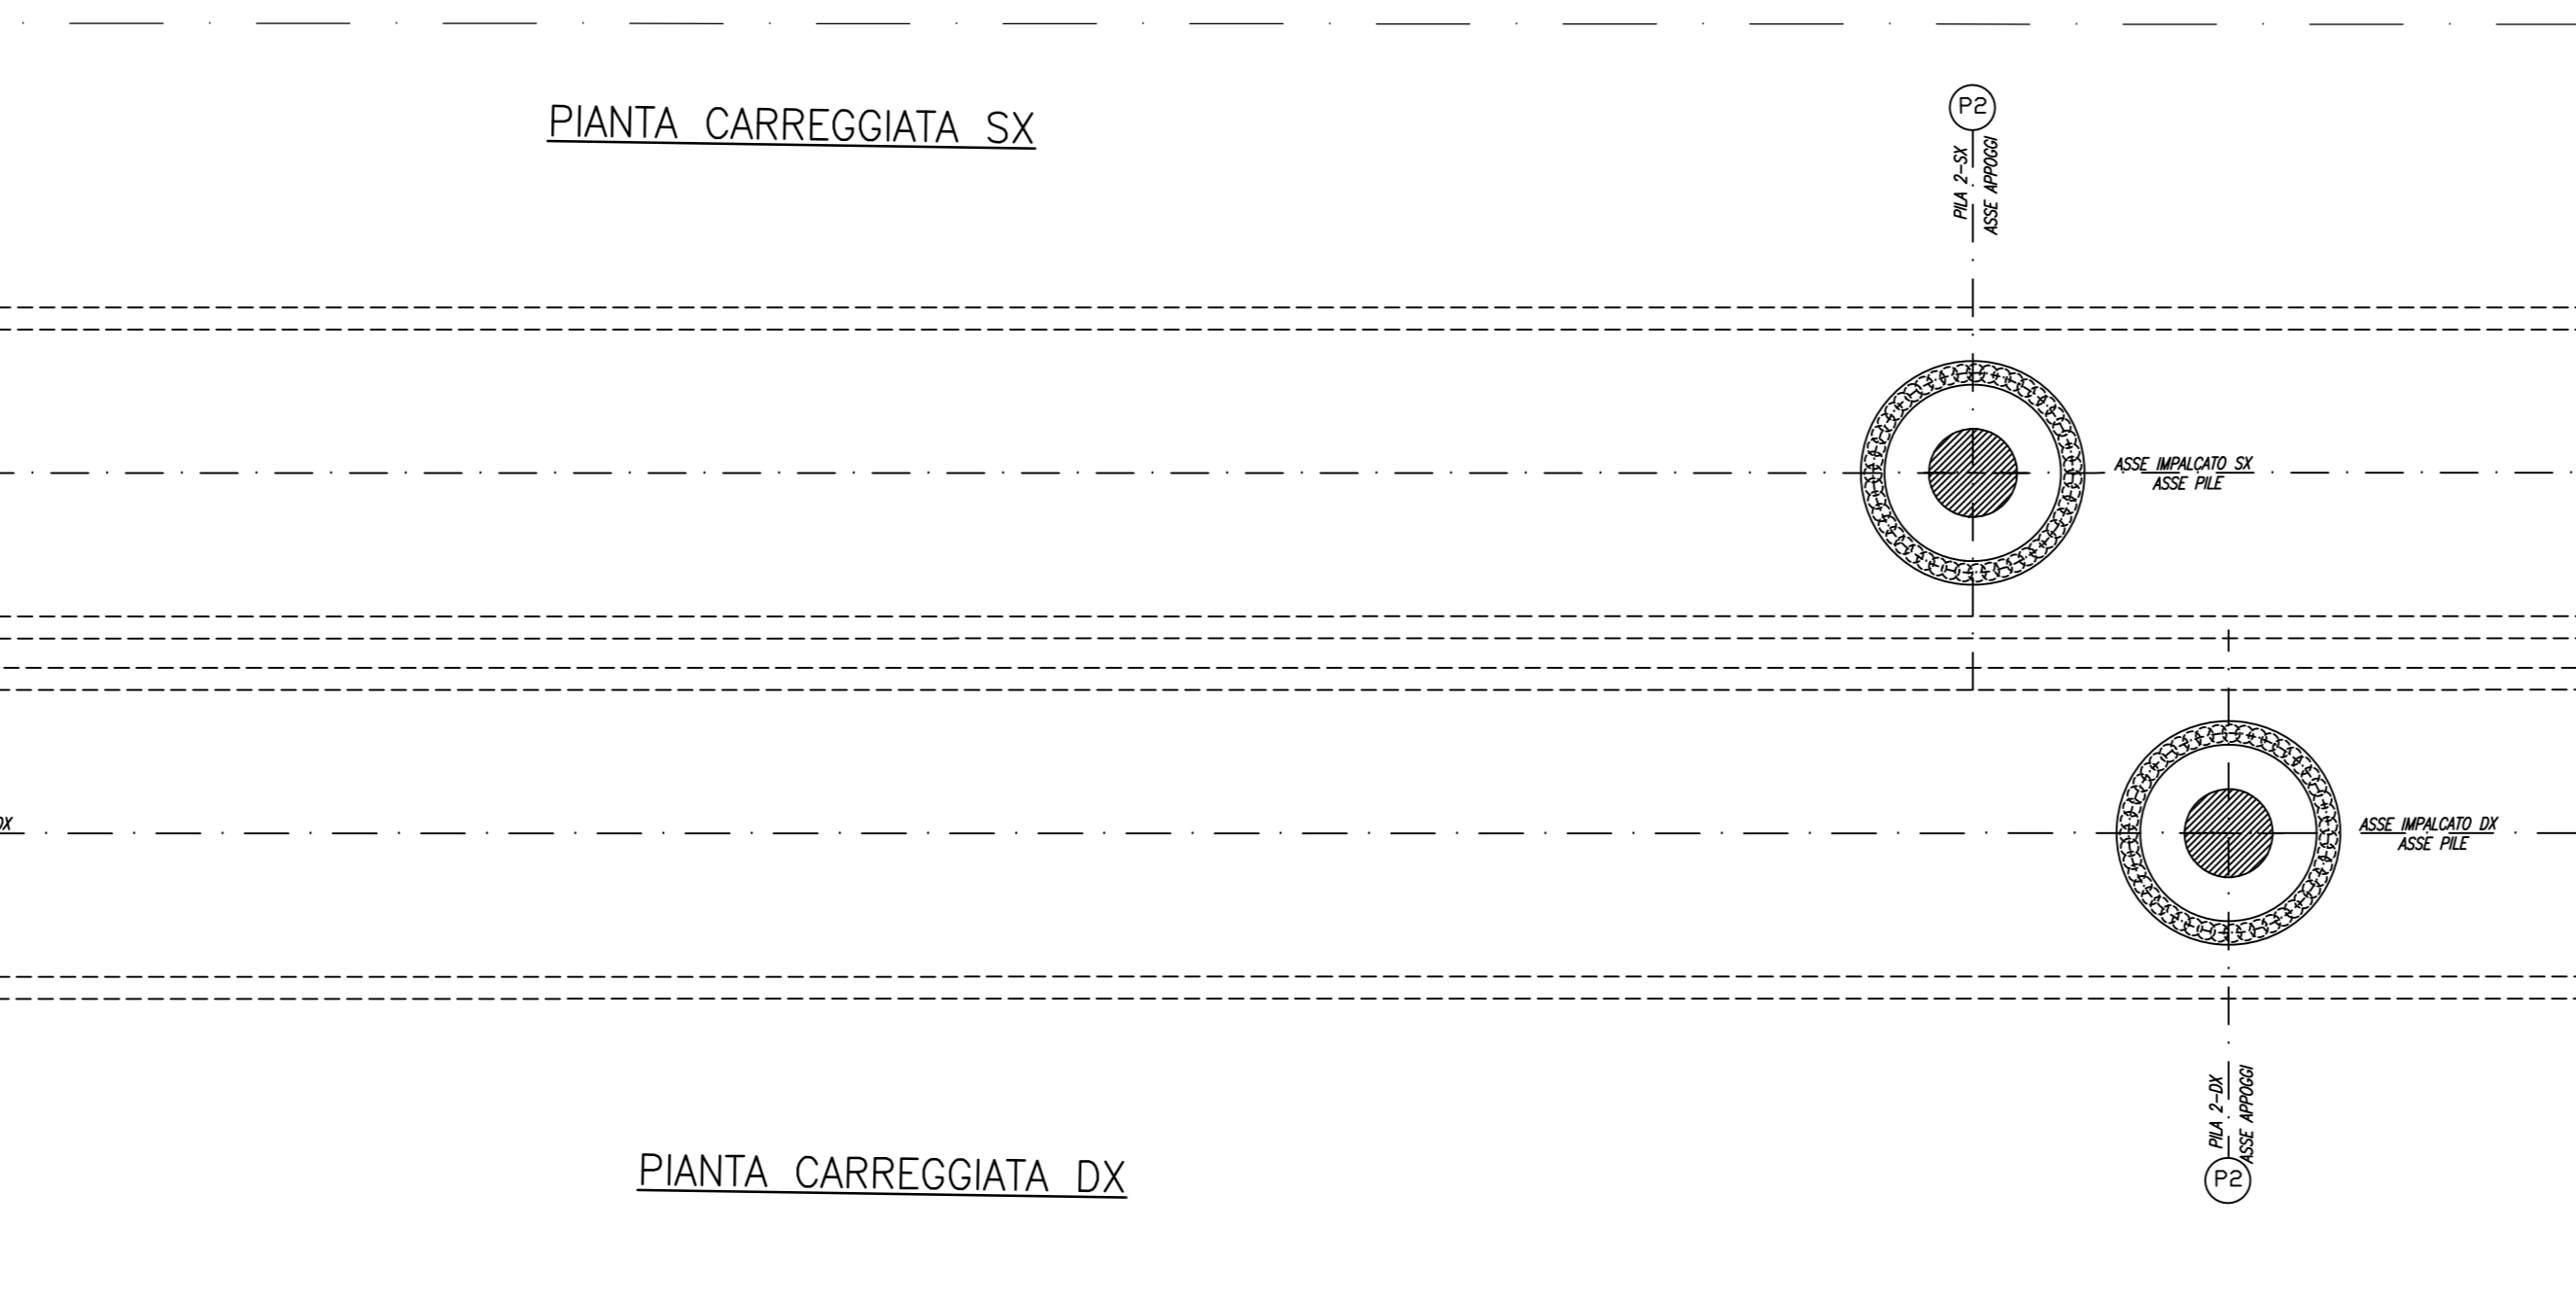 PIANTA CARREGGIATA SX
P2
PILA 2-SX
ASSE APPOGGI
ASSE IMPALCATO SX
ASSE PILE
DX
ASSE IMPALCATO DX
ASSE PILE
PILA 2-DX
ASSE APPOGGI
P2
PIANTA CARREGGIATA DX